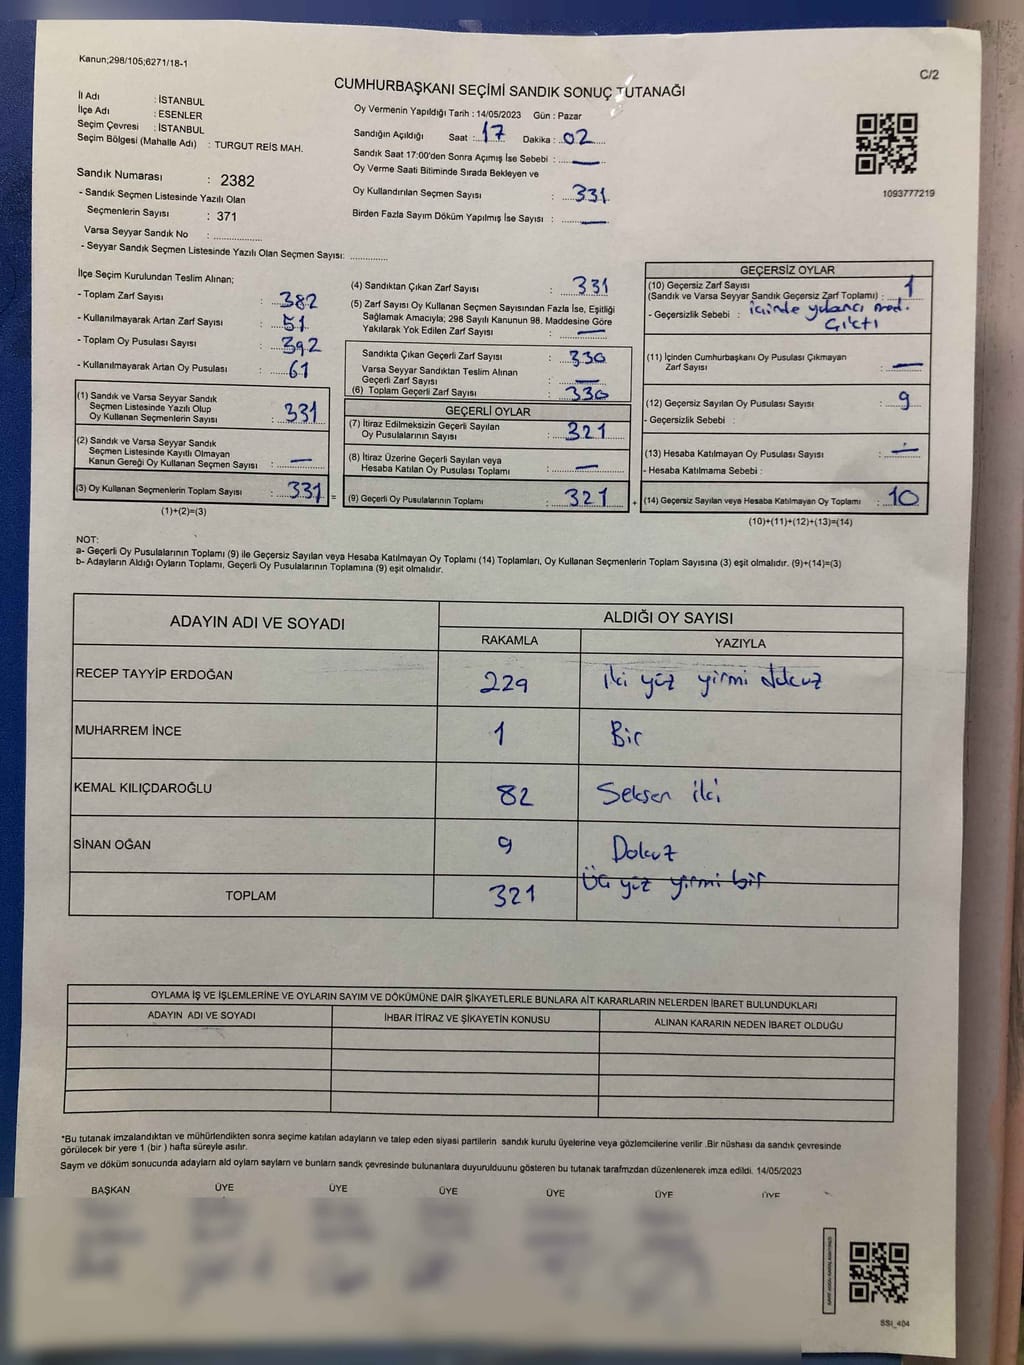 Kanun;298/105;6271/18-1
C/2
CUMHURBAŞKANI SEÇİMİ SANDIK SONUÇ TUTANAĞI
İl Adı : İSTANBUL
İlçe Adı : ESENLER
Seçim Çevresi : İSTANBUL
Seçim Bölgesi (Mahalle Adı) : TURGUT REİS MAH.
Sandık Numarası : 2382
- Sandık Seçmen Listesinde Yazılı Olan
Seçmenlerin Sayısı : 371
Varsa Seyyar Sandık No : ................
- Seyyar Sandık Seçmen Listesinde Yazılı Olan Seçmen Sayısı: .............
Oy Vermenin Yapıldığı Tarih : 14/05/2023 Gün : Pazar
Sandığın Açıldığı Saat : 17 Dakika : 02
Sandık Saat 17:00'den Sonra Açımış İse Sebebi : —
Oy Verme Saati Bitiminde Sırada Bekleyen ve
Oy Kullandırılan Seçmen Sayısı : 331
Birden Fazla Sayım Döküm Yapılmış İse Sayısı : —
1093777219
İlçe Seçim Kurulundan Teslim Alınan;
- Toplam Zarf Sayısı : 382
- Kullanılmayarak Artan Zarf Sayısı : 51
- Toplam Oy Pusulası Sayısı : 392
- Kullanılmayarak Artan Oy Pusulası : 61
(1) Sandık ve Varsa Seyyar Sandık
Seçmen Listesinde Yazılı Olup
Oy Kullanan Seçmenlerin Sayısı : 331
(2) Sandık ve Varsa Seyyar Sandık
Seçmen Listesinde Kayıtlı Olmayan
Kanun Gereği Oy Kullanan Seçmen Sayısı : —
(3) Oy Kullanan Seçmenlerin Toplam Sayısı : 331 =
(1)+(2)=(3)
(4) Sandıktan Çıkan Zarf Sayısı : 331
(5) Zarf Sayısı Oy Kullanan Seçmen Sayısından Fazla İse, Eşitliği
Sağlamak Amacıyla; 298 Sayılı Kanunun 98. Maddesine Göre
Yakılarak Yok Edilen Zarf Sayısı : —
Sandıkta Çıkan Geçerli Zarf Sayısı : 330
Varsa Seyyar Sandıktan Teslim Alınan
Geçerli Zarf Sayısı : —
(6) Toplam Geçerli Zarf Sayısı : 330
GEÇERLİ OYLAR
(7) İtiraz Edilmeksizin Geçerli Sayılan
Oy Pusulalarının Sayısı : 321
(8) İtiraz Üzerine Geçerli Sayılan veya
Hesaba Katılan Oy Pusulası Toplamı : —
(9) Geçerli Oy Pusulalarının Toplamı : 321 +
GEÇERSİZ OYLAR
(10) Geçersiz Zarf Sayısı
(Sandık ve Varsa Seyyar Sandık Geçersiz Zarf Toplamı) : 1
- Geçersizlik Sebebi : içinde yabancı mad.
Çıktı
(11) İçinden Cumhurbaşkanı Oy Pusulası Çıkmayan
Zarf Sayısı : —
(12) Geçersiz Sayılan Oy Pusulası Sayısı : 9
- Geçersizlik Sebebi :
(13) Hesaba Katılmayan Oy Pusulası Sayısı : —
- Hesaba Katılmama Sebebi :
(14) Geçersiz Sayılan veya Hesaba Katılmayan Oy Toplamı : 10
(10)+(11)+(12)+(13)=(14)
NOT:
a- Geçerli Oy Pusulalarının Toplamı (9) ile Geçersiz Sayılan veya Hesaba Katılmayan Oy Toplamı (14) Toplamları, Oy Kullanan Seçmenlerin Toplam Sayısına (3) eşit olmalıdır. (9)+(14)=(3)
b- Adayların Aldığı Oyların Toplamı, Geçerli Oy Pusulalarının Toplamına (9) eşit olmalıdır.
ADAYIN ADI VE SOYADI ALDIĞI OY SAYISI
RAKAMLA YAZIYLA
RECEP TAYYİP ERDOĞAN 229 iki yüz yirmi dokuz
MUHARREM İNCE 1 Bir
KEMAL KILIÇDAROĞLU 82 Seksen iki
SİNAN OĞAN 9 Dokuz
TOPLAM 321 Üç yüz yirmi bir
OYLAMA İŞ VE İŞLEMLERİNE VE OYLARIN SAYIM VE DÖKÜMÜNE DAİR ŞİKAYETLERLE BUNLARA AİT KARARLARIN NELERDEN İBARET BULUNDUKLARI
ADAYIN ADI VE SOYADI İHBAR İTİRAZ VE ŞİKAYETİN KONUSU ALINAN KARARIN NEDEN İBARET OLDUĞU
*Bu tutanak imzalandıktan ve mühürlendikten sonra seçime katılan adayların ve talep eden siyasi partilerin sandık kurulu üyelerine veya gözlemcilerine verilir .Bir nüshası da sandık çevresinde
görülecek bir yere 1 (bir ) hafta süreyle asılır.
Sayım ve döküm sonucunda adayların ald oyların sayları ve bunların sandk çevresinde bulunanlara duyurulduunu gösteren bu tutanak tarafmzdan düzenlenerek imza edildi. 14/05/2023
BAŞKAN ÜYE ÜYE ÜYE ÜYE ÜYE ÜYE
SSI_404